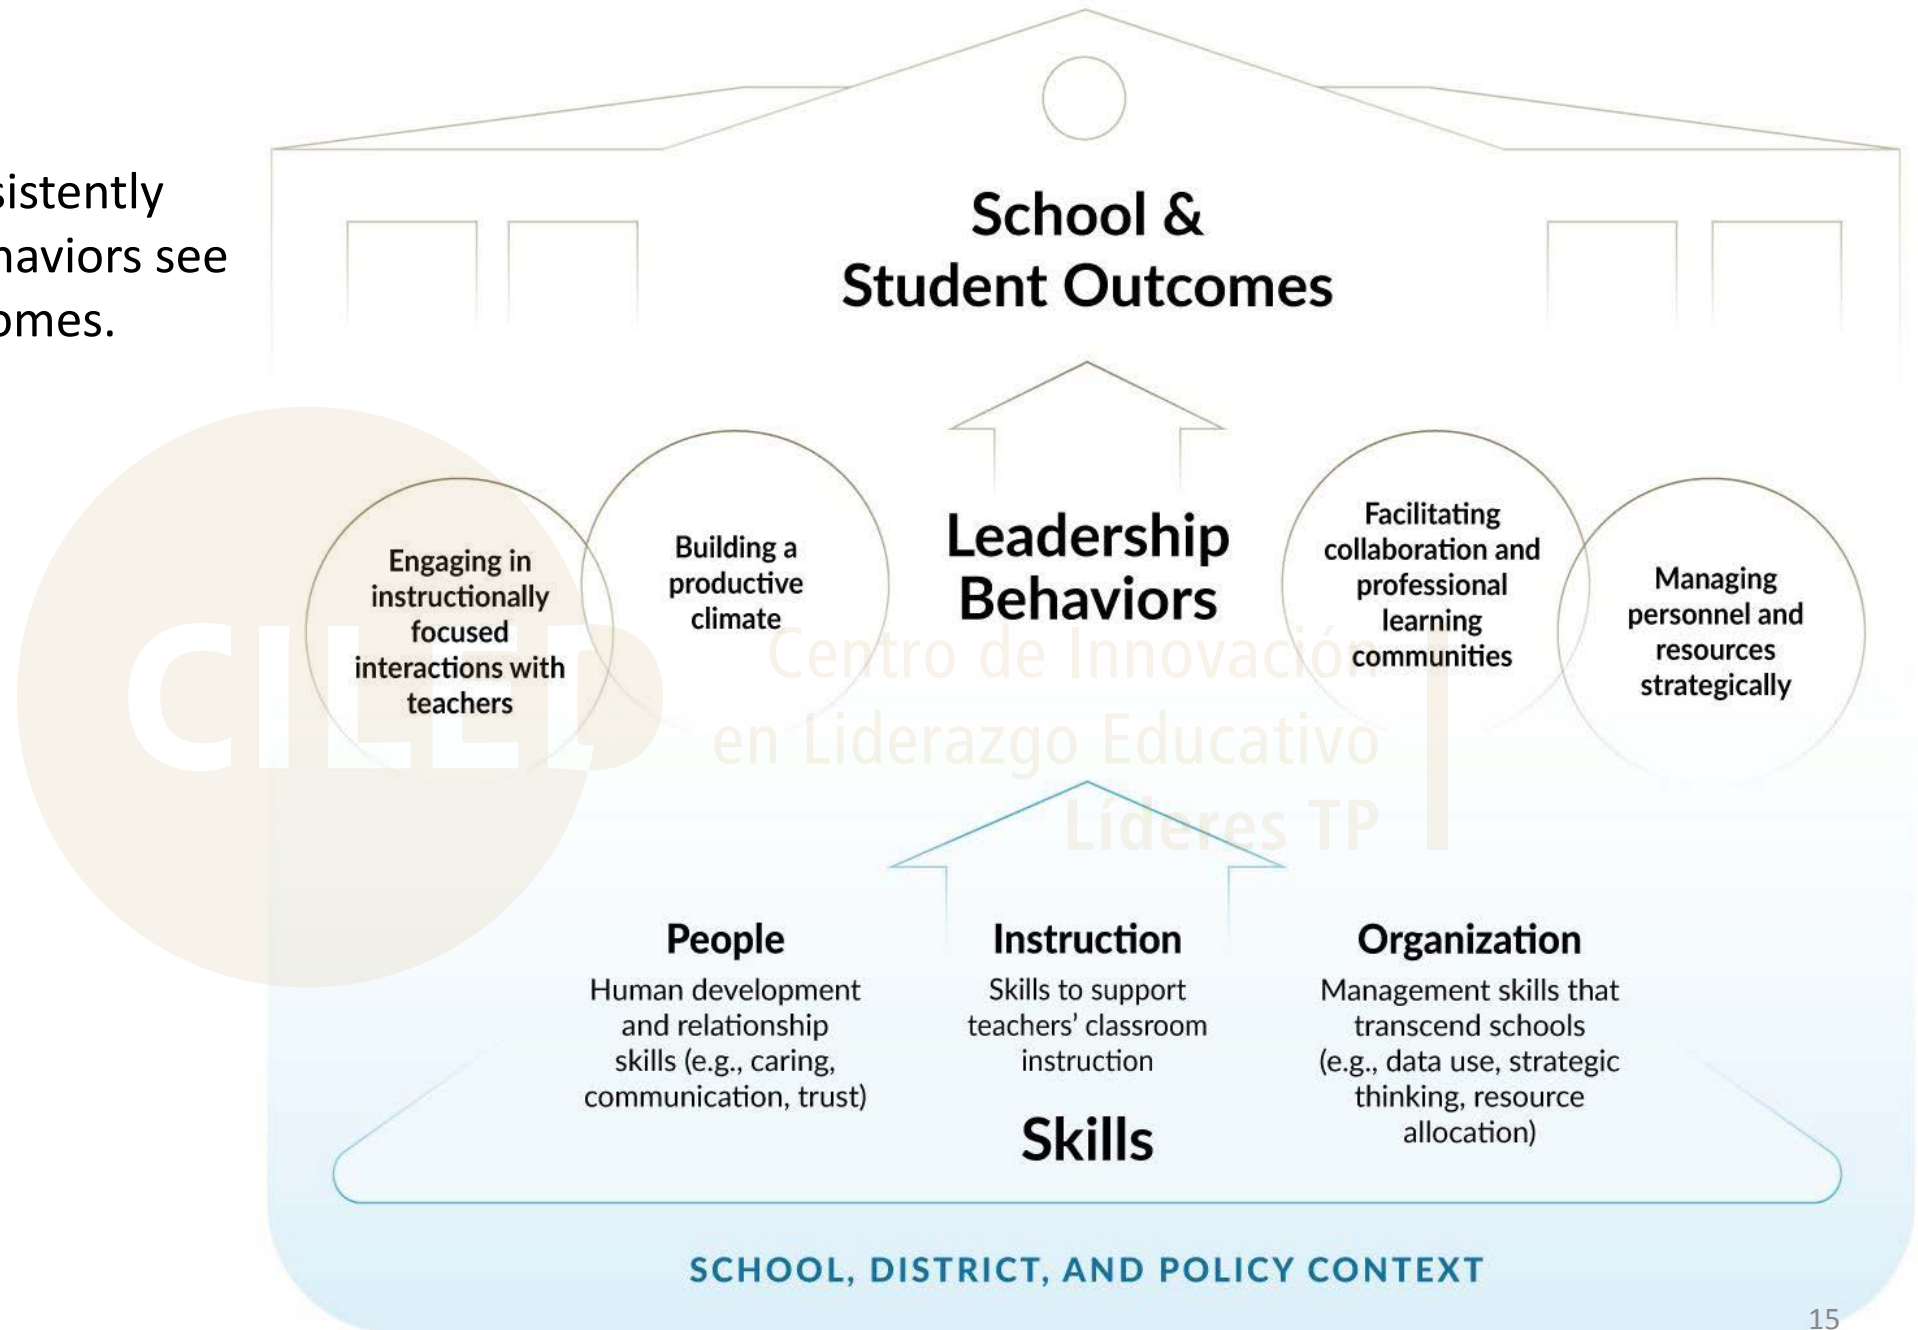 sistently
haviors see
omes.
School &
Student Outcomes
Engaging in
instructionally
focused
interactions with
teachers
Building a
productive
climate
Leadership
Behaviors
Facilitating
collaboration and
professional
learning
communities
Managing
personnel and
resources
strategically
CILED
Centro de Innovación
en Liderazgo Educativo
Líderes TP
People
Human development
and relationship
skills (e.g., caring,
communication, trust)
Instruction
Skills to support
teachers’ classroom
instruction
Organization
Management skills that
transcend schools
(e.g., data use, strategic
thinking, resource
allocation)
Skills
SCHOOL, DISTRICT, AND POLICY CONTEXT
15